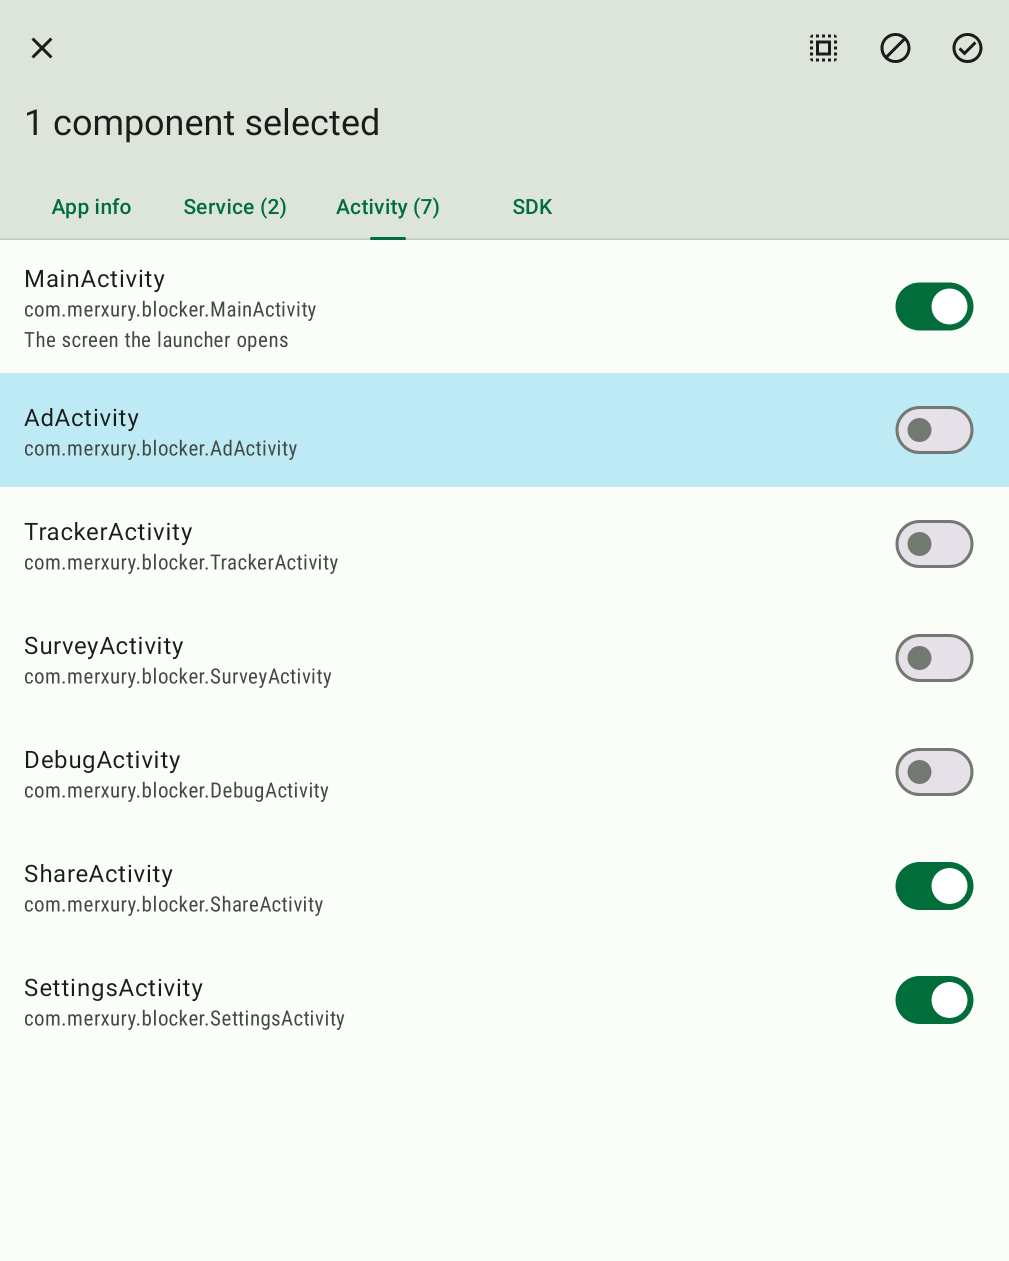 1 component selected
App info
Service (2)
Activity (7)
SDK
MainActivity
com.merxury.blocker.MainActivity
The screen the launcher opens
AdActivity
com.merxury.blocker.AdActivity
TrackerActivity
com.merxury.blocker.TrackerActivity
SurveyActivity
com.merxury.blocker.SurveyActivity
DebugActivity
com.merxury.blocker.DebugActivity
ShareActivity
com.merxury.blocker.ShareActivity
SettingsActivity
com.merxury.blocker.SettingsActivity